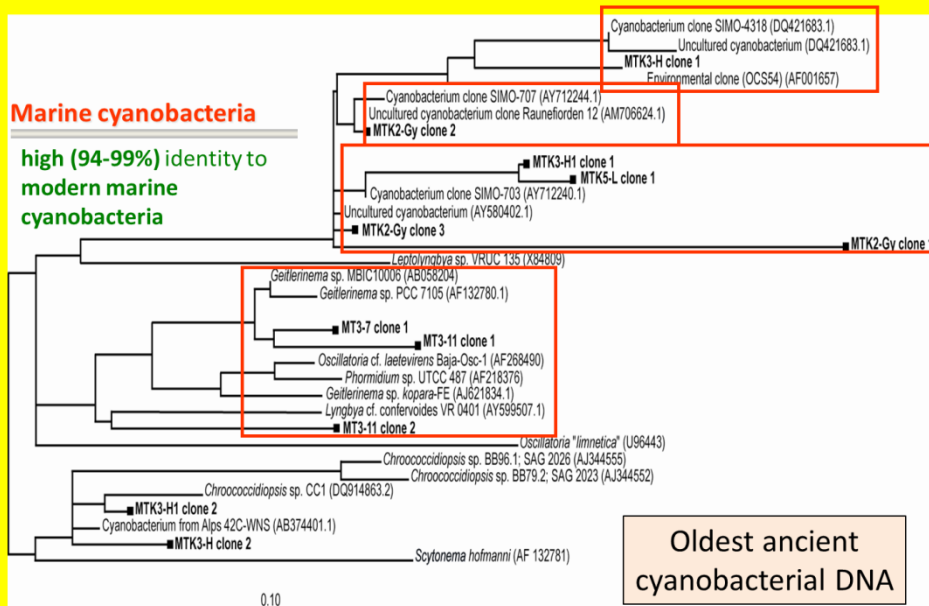 Cyanobacterium clone SIMO-4318 (DQ421683.1)
Uncultured cyanobacterium (DQ421683.1)
MTK3-H clone 1
Environmental clone (OCS54) (AF001657)
Cyanobacterium clone SIMO-707 (AY712244.1)
Uncultured cyanobacterium clone Raunefiorden 12 (AM706624.1)
MTK2-Gy clone 2
Marine cyanobacteria
high (94-99%) identity to
modern marine
cyanobacteria
MTK3-H1 clone 1
MTK5-L clone 1
Cyanobacterium clone SIMO-703 (AY712240.1)
Uncultured cyanobacterium (AY580402.1)
MTK2-Gy clone 3
MTK2-Gy clone 1
Leptolyngbya sp. VRUC 135 (X84809)
Geitlerinema sp. MBIC10006 (AB058204)
Geitlerinema sp. PCC 7105 (AF132780.1)
MT3-7 clone 1
MT3-11 clone 1
Oscillatoria cf. laetevirens Baja-Osc-1 (AF268490)
Phormidium sp. UTCC 487 (AF218376)
Geitlerinema sp. kopara-FE (AJ621834.1)
Lyngbya cf. confervoides VR 0401 (AY599507.1)
MT3-11 clone 2
Oscillatoria "limnetica" (U96443)
Chroococcidiopsis sp. BB96.1; SAG 2026 (AJ344555)
Chroococcidiopsis sp. BB79.2; SAG 2023 (AJ344552)
Chroococcidiopsis sp. CC1 (DQ914863.2)
MTK3-H1 clone 2
Cyanobacterium from Alps 42C-WNS (AB374401.1)
MTK3-H clone 2
Scytonema hofmanni (AF 132781)
0.10
Oldest ancient
cyanobacterial DNA